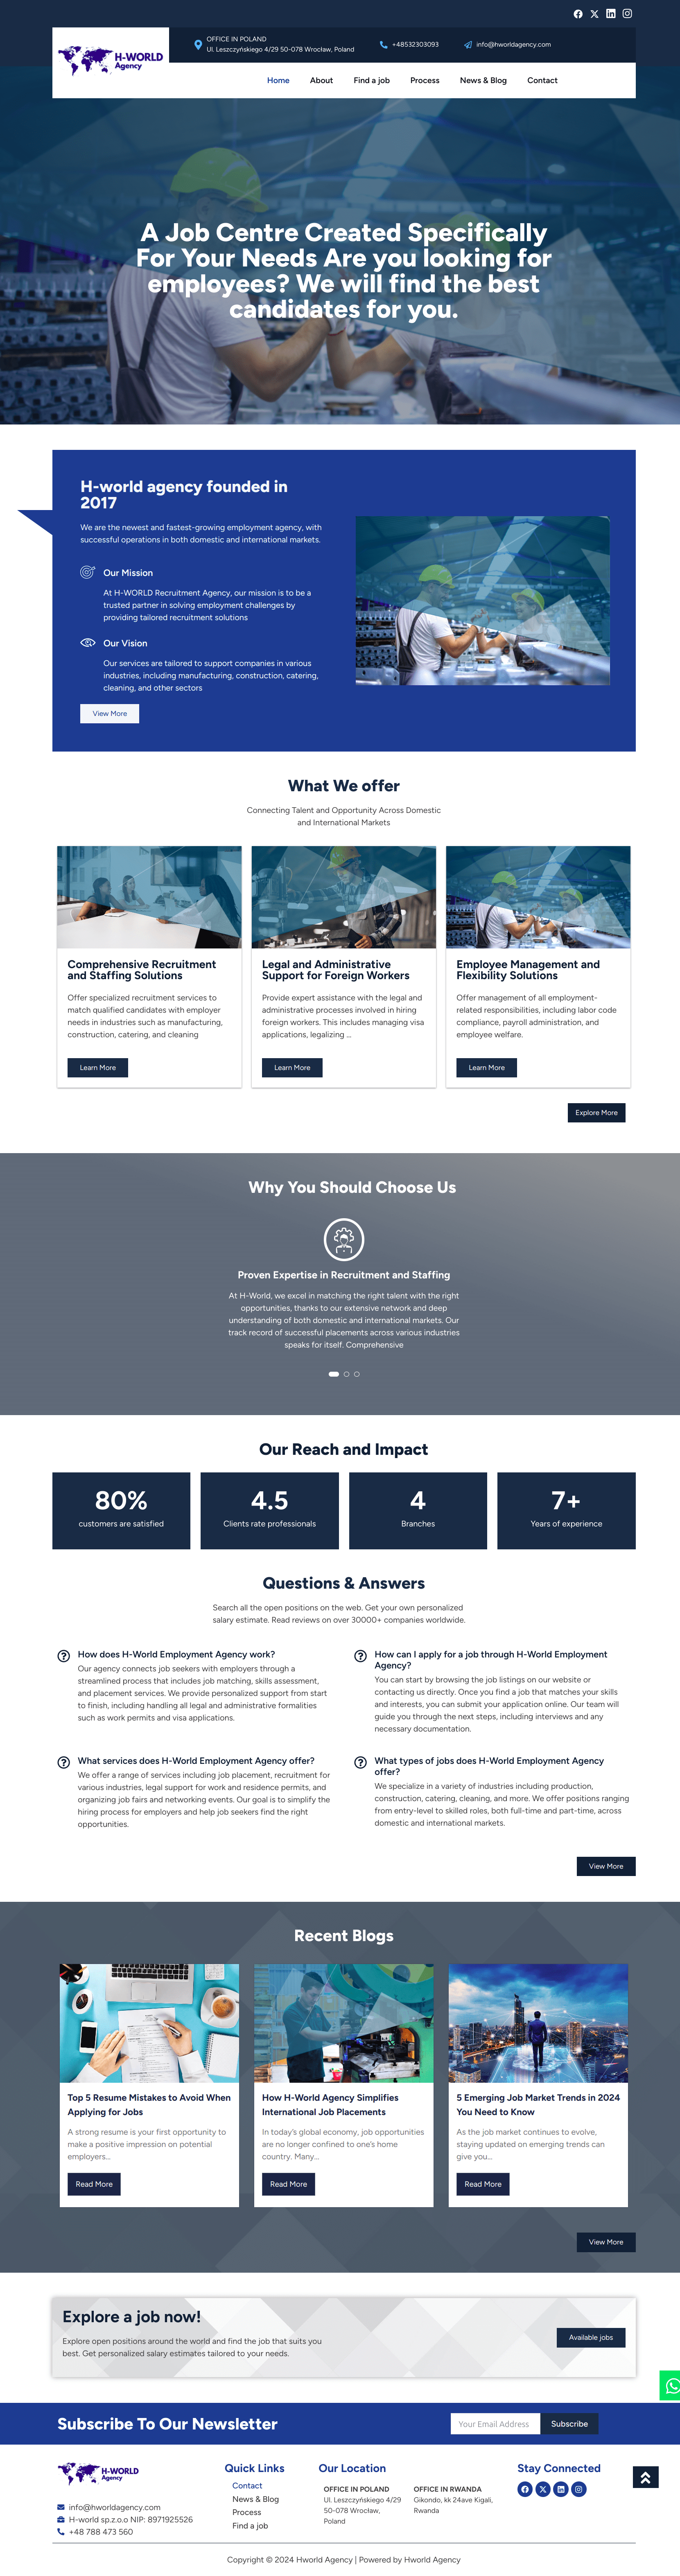 OFFICE IN POLAND
Ul. Leszczyńskiego 4/29 50-078 Wrocław, Poland
+48532303093
info@hworldagency.com
H-WORLD
Agency
Home
About
Find a job
Process
News & Blog
Contact
A Job Centre Created Specifically
For Your Needs Are you looking for
employees? We will find the best
candidates for you.
H-world agency founded in
2017
We are the newest and fastest-growing employment agency, with
successful operations in both domestic and international markets.
Our Mission
At H-WORLD Recruitment Agency, our mission is to be a
trusted partner in solving employment challenges by
providing tailored recruitment solutions
Our Vision
Our services are tailored to support companies in various
industries, including manufacturing, construction, catering,
cleaning, and other sectors
View More
What We offer
Connecting Talent and Opportunity Across Domestic
and International Markets
Comprehensive Recruitment
and Staffing Solutions
Offer specialized recruitment services to
match qualified candidates with employer
needs in industries such as manufacturing,
construction, catering, and cleaning
Learn More
Legal and Administrative
Support for Foreign Workers
Provide expert assistance with the legal and
administrative processes involved in hiring
foreign workers. This includes managing visa
applications, legalizing ...
Learn More
Employee Management and
Flexibility Solutions
Offer management of all employment-
related responsibilities, including labor code
compliance, payroll administration, and
employee welfare.
Learn More
Explore More
Why You Should Choose Us
Proven Expertise in Recruitment and Staffing
At H-World, we excel in matching the right talent with the right
opportunities, thanks to our extensive network and deep
understanding of both domestic and international markets. Our
track record of successful placements across various industries
speaks for itself. Comprehensive
Our Reach and Impact
80%
customers are satisfied
4.5
Clients rate professionals
4
Branches
7+
Years of experience
Questions & Answers
Search all the open positions on the web. Get your own personalized
salary estimate. Read reviews on over 30000+ companies worldwide.
How does H-World Employment Agency work?
Our agency connects job seekers with employers through a
streamlined process that includes job matching, skills assessment,
and placement services. We provide personalized support from start
to finish, including handling all legal and administrative formalities
such as work permits and visa applications.
How can I apply for a job through H-World Employment
Agency?
You can start by browsing the job listings on our website or
contacting us directly. Once you find a job that matches your skills
and interests, you can submit your application online. Our team will
guide you through the next steps, including interviews and any
necessary documentation.
What services does H-World Employment Agency offer?
We offer a range of services including job placement, recruitment for
various industries, legal support for work and residence permits, and
organizing job fairs and networking events. Our goal is to simplify the
hiring process for employers and help job seekers find the right
opportunities.
What types of jobs does H-World Employment Agency
offer?
We specialize in a variety of industries including production,
construction, catering, cleaning, and more. We offer positions ranging
from entry-level to skilled roles, both full-time and part-time, across
domestic and international markets.
View More
Recent Blogs
Top 5 Resume Mistakes to Avoid When
Applying for Jobs
A strong resume is your first opportunity to
make a positive impression on potential
employers...
Read More
How H-World Agency Simplifies
International Job Placements
In today's global economy, job opportunities
are no longer confined to one's home
country. Many...
Read More
5 Emerging Job Market Trends in 2024
You Need to Know
As the job market continues to evolve,
staying updated on emerging trends can
give you...
Read More
View More
Explore a job now!
Explore open positions around the world and find the job that suits you
best. Get personalized salary estimates tailored to your needs.
Available jobs
Subscribe To Our Newsletter
Your Email Address
Subscribe
H-WORLD
Agency
info@hworldagency.com
H-world sp.z.o.o NIP: 8971925526
+48 788 473 560
Quick Links
Contact
News & Blog
Process
Find a job
Our Location
OFFICE IN POLAND
Ul. Leszczyńskiego 4/29
50-078 Wrocław,
Poland
OFFICE IN RWANDA
Gikondo, kk 24ave Kigali,
Rwanda
Stay Connected
Copyright © 2024 Hworld Agency | Powered by Hworld Agency